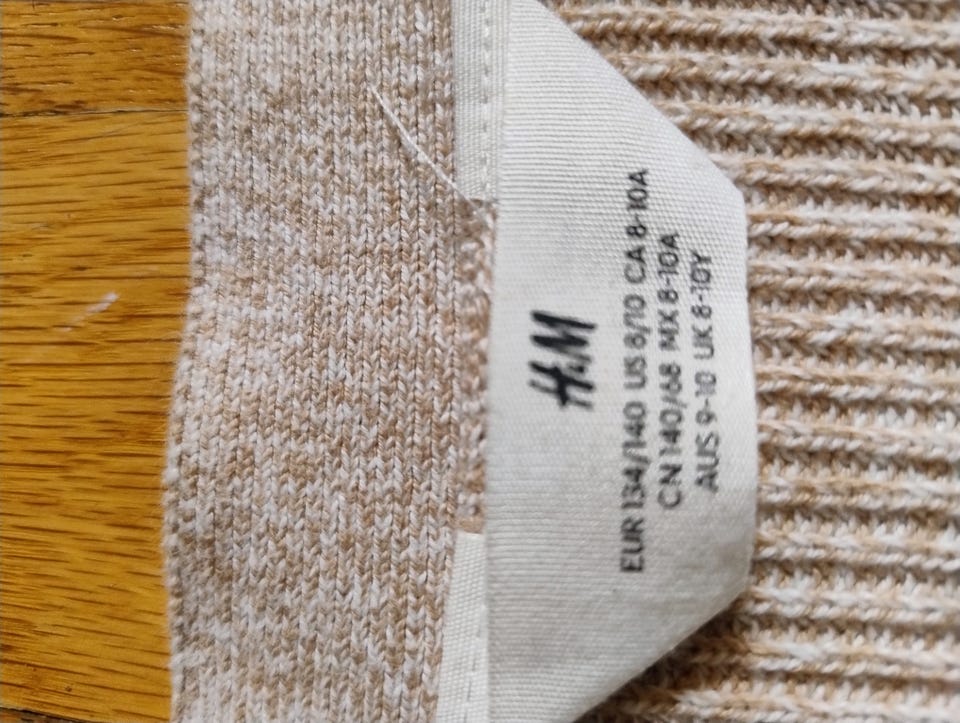 H&M
EUR 134/140 US 8/10 CA 8-10A
CN 140/68 MX 8-10A
AUS 9-10 UK 8-10Y